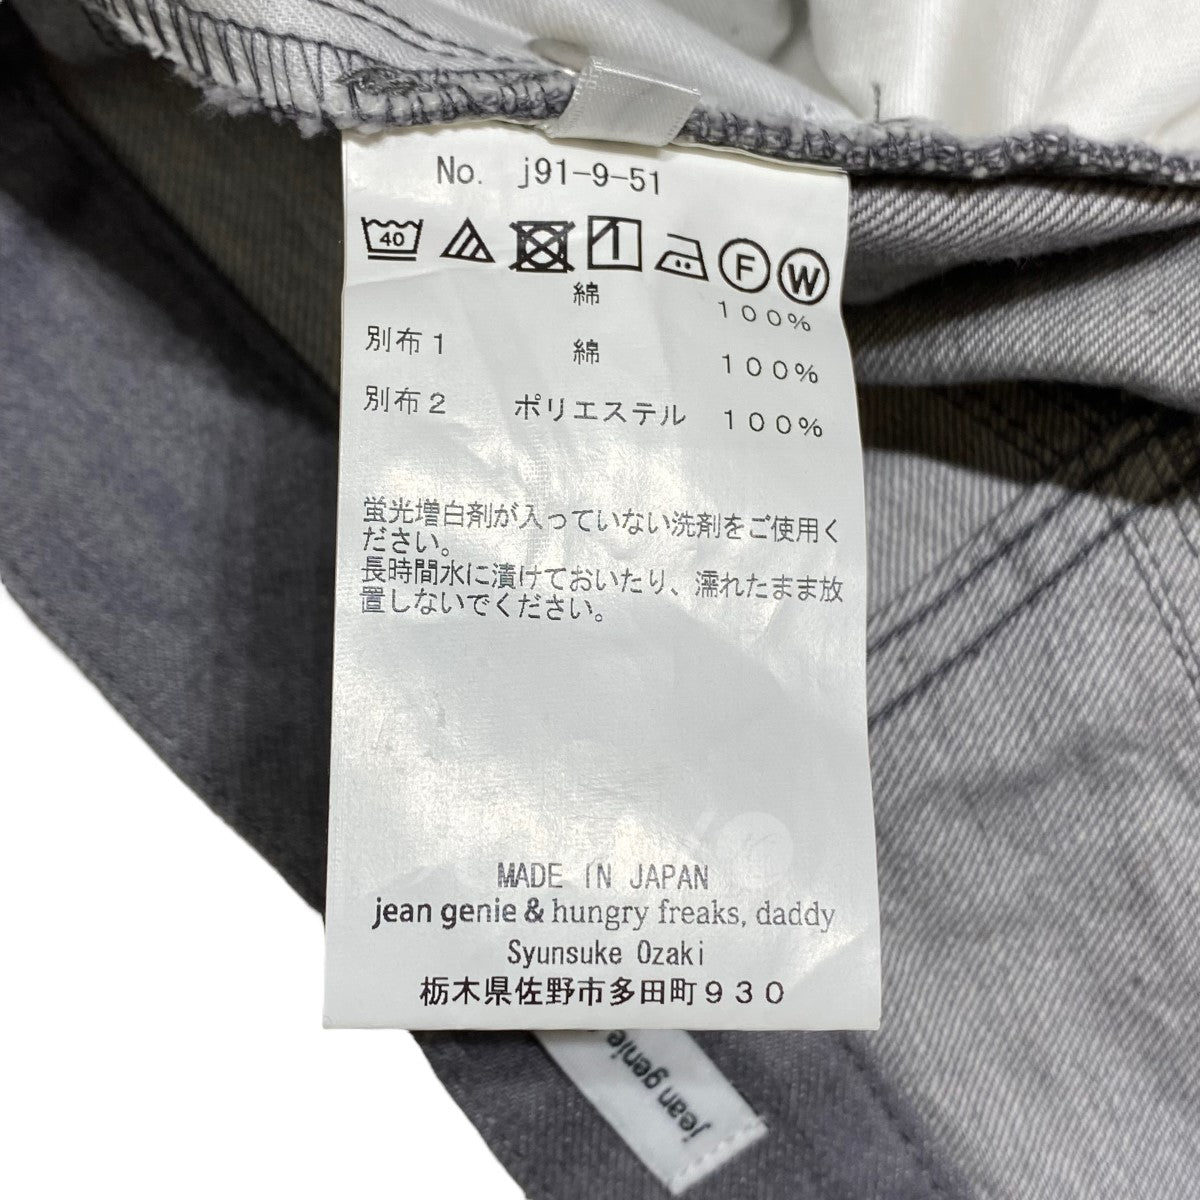 No. j91-9-51
40 F W
綿 100%
別布1 綿 100%
別布2 ポリエステル 100%
蛍光増白剤が入っていない洗剤をご使用く
ださい。
長時間水に漬けておいたり、濡れたまま放
置しないでください。
MADE IN JAPAN
jean genie & hungry freaks, daddy
Syunsuke Ozaki
栃木県佐野市多田町930
jean genie